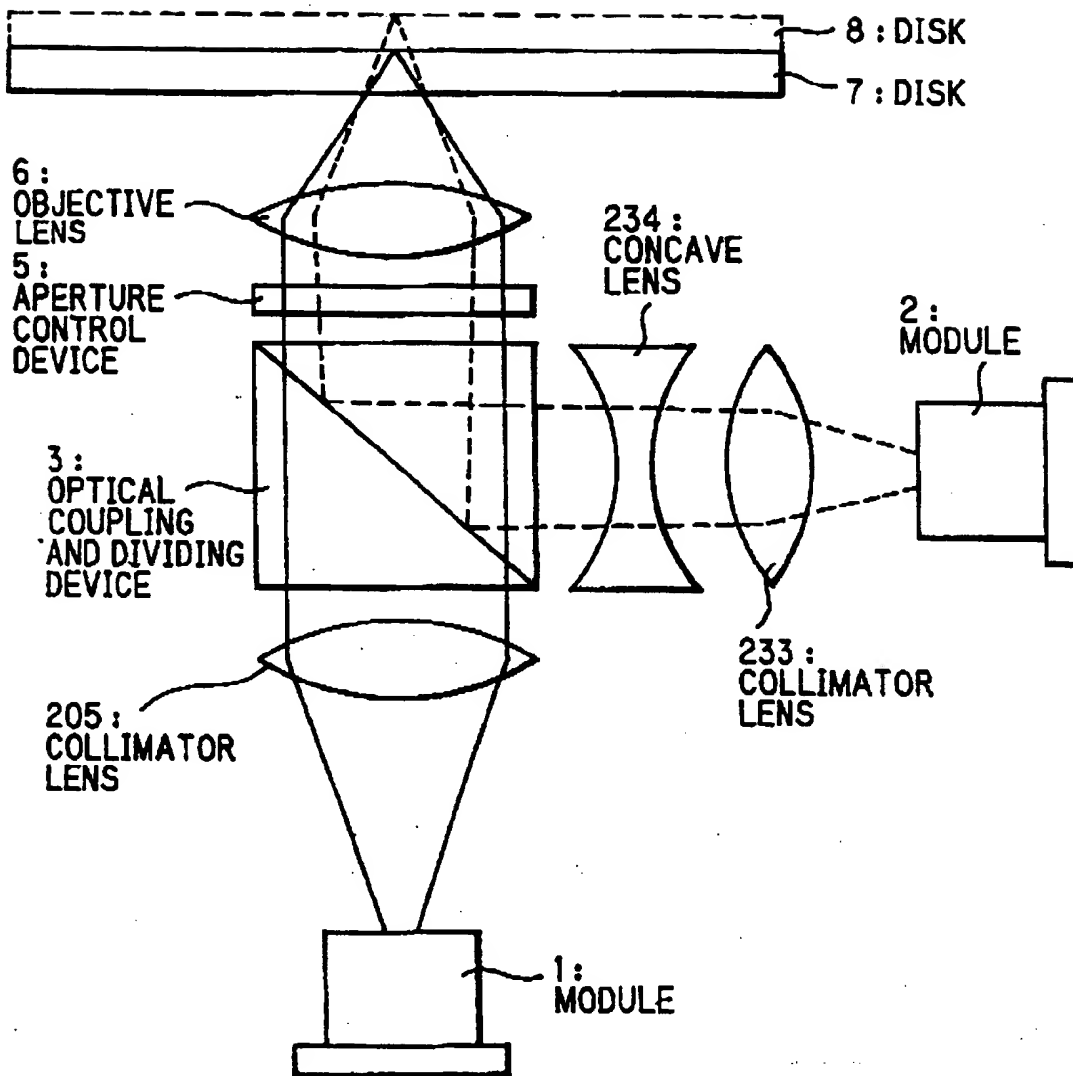 8: DISK
7: DISK
6:
OBJECTIVE
LENS
234:
CONCAVE
LENS
5:
APERTURE
CONTROL
DEVICE
2:
MODULE
3:
OPTICAL
COUPLING
AND DIVIDING
DEVICE
233:
COLLIMATOR
LENS
205:
COLLIMATOR
LENS
1:
MODULE